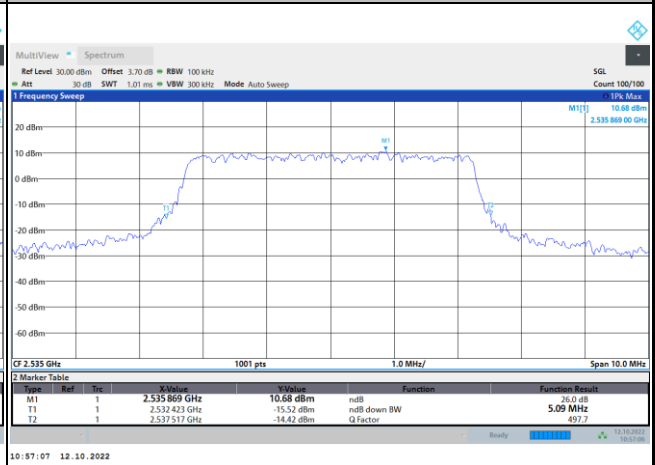 MultiView Spectrum
Ref Level 30.00 dBm Offset 3.70 dB RBW 100 kHz SGL
Att 30 dB SWT 1.01 ms VBW 300 kHz Mode Auto Sweep Count 100/100
1 Frequency Sweep 1Pk Max
M1[1] 10.68 dBm
2.535 869 00 GHz
20 dBm
M1
10 dBm
0 dBm
-10 dBm
T1 T2
-20 dBm
-30 dBm
-40 dBm
-50 dBm
-60 dBm
CF 2.535 GHz 1001 pts 1.0 MHz/ Span 10.0 MHz
2 Marker Table
Type Ref Trc X-Value Y-Value Function Function Result
M1 1 2.535 869 GHz 10.68 dBm ndB 26.0 dB
T1 1 2.532 423 GHz -15.52 dBm ndB down BW 5.09 MHz
T2 1 2.537 517 GHz -14.42 dBm Q Factor 497.7
Ready 12.10.2022
10:57:06
10:57:07 12.10.2022